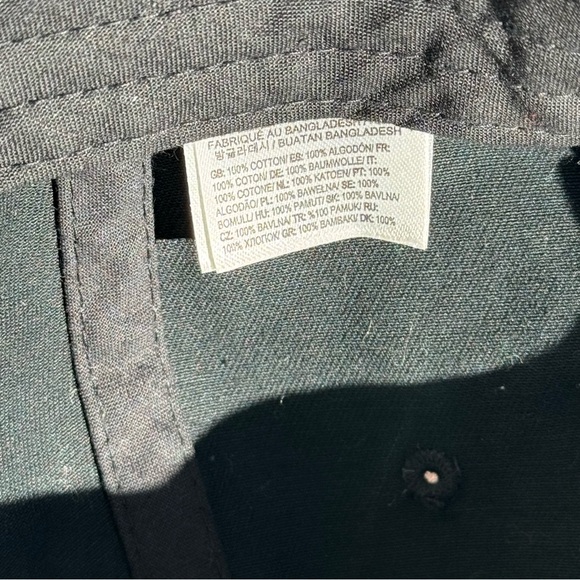 FABRIQUÉ AU BANGLADESH/
방글라데시 / BUATAN BANGLADESH
GB: 100% COTTON/ ES: 100% ALGODÓN/ FR:
100% COTON/ DE: 100% BAUMWOLLE/ IT:
100% COTONE/ NL: 100% KATOEN/ PT: 100%
ALGODÃO/ PL: 100% BAWEŁNA/ SE: 100%
BOMULL/ HU: 100% PAMUT/ SK: 100% BAVLNA/
CZ: 100% BAVLNA/ TR: %100 PAMUK/ RU:
100% ХЛОПОК/ GR: 100% ΒΑΜΒΑΚΙ/ DK: 100%